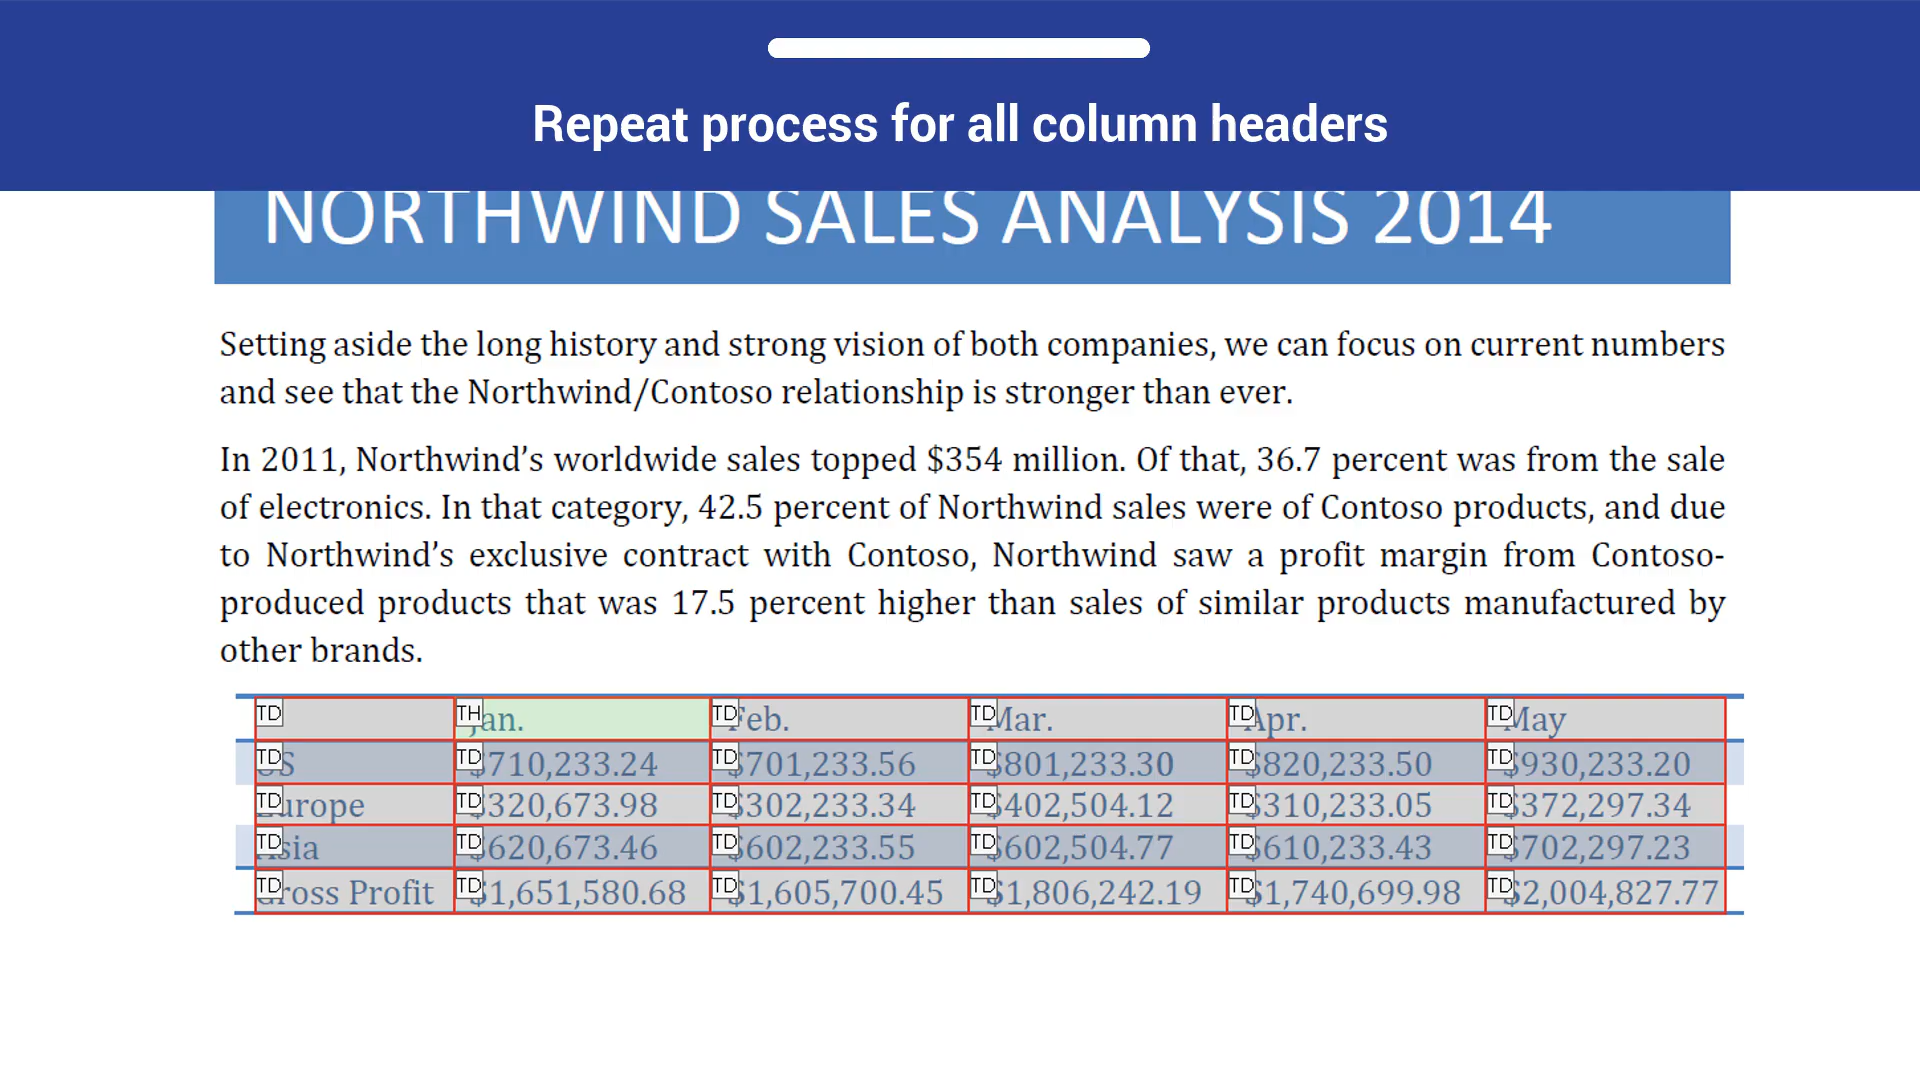 Repeat process for all column headers
NORTHWIND SALES ANALYSIS 2014
Setting aside the long history and strong vision of both companies, we can focus on current numbers
and see that the Northwind/Contoso relationship is stronger than ever.
In 2011, Northwind’s worldwide sales topped $354 million. Of that, 36.7 percent was from the sale
of electronics. In that category, 42.5 percent of Northwind sales were of Contoso products, and due
to Northwind’s exclusive contract with Contoso, Northwind saw a profit margin from Contoso-
produced products that was 17.5 percent higher than sales of similar products manufactured by
other brands.
TD TH Jan. TD Feb. TD Mar. TD Apr. TD May
TD US TD $710,233.24 TD $701,233.56 TD $801,233.30 TD $820,233.50 TD $930,233.20
TD Europe TD $320,673.98 TD $302,233.34 TD $402,504.12 TD $310,233.05 TD $372,297.34
TD Asia TD $620,673.46 TD $602,233.55 TD $602,504.77 TD $610,233.43 TD $702,297.23
TD Gross Profit TD $1,651,580.68 TD $1,605,700.45 TD $1,806,242.19 TD $1,740,699.98 TD $2,004,827.77